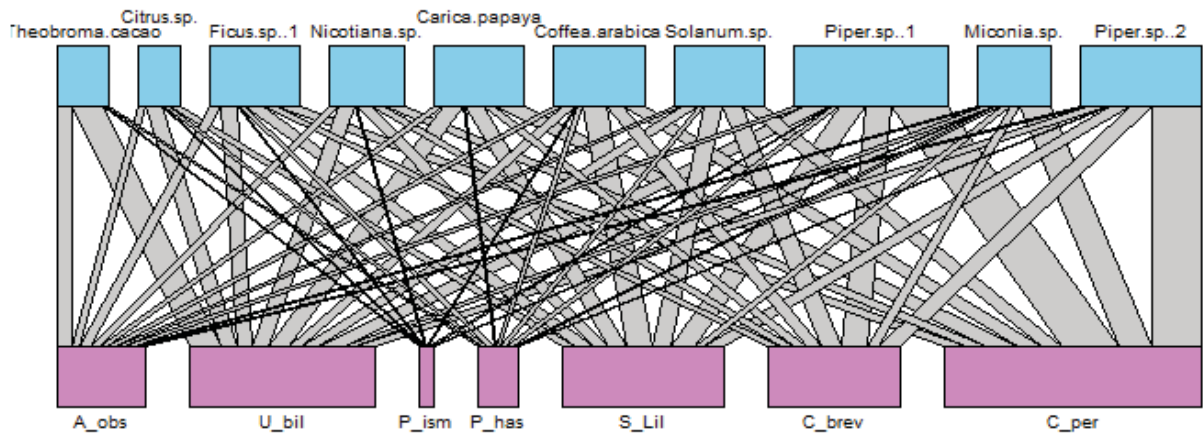 Citrus.sp. Carica.papaya
Theobroma.cacao Ficus.sp..1 Nicotiana.sp. Coffea.arabica Solanum.sp. Piper.sp..1 Miconia.sp. Piper.sp..2
A_obs U_bil P_ism P_has S_Lil C_brev C_per